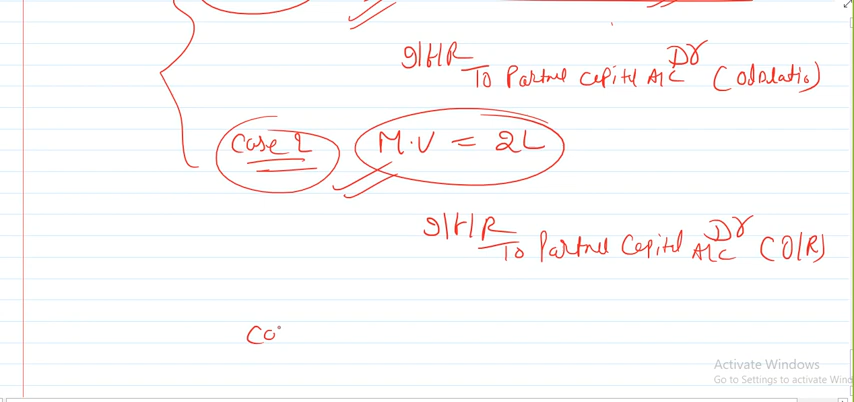 I/F/R Dr
To Partner Capital A/C (Old Ratio)
Case 2 M.V = 2L
I/F/R Dr
To Partner Capital A/C (O/R)
Ca
Activate Windows
Go to Settings to activate Wind